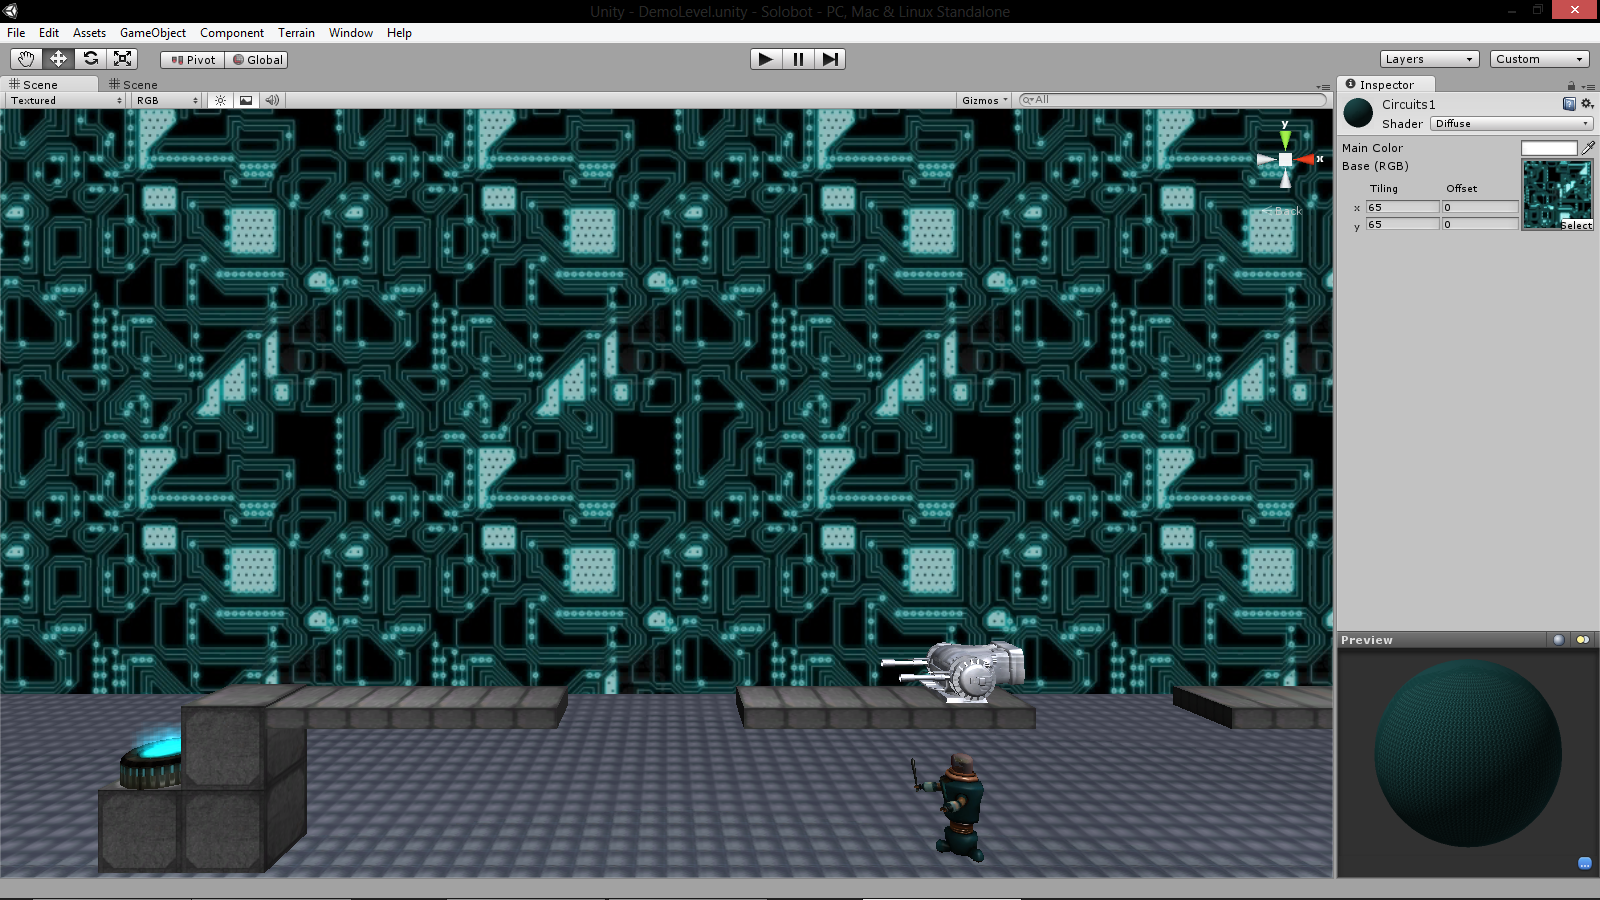 Unity - DemoLevel.unity - Solobot - PC, Mac & Linux Standalone
File Edit Assets GameObject Component Terrain Window Help
Pivot Global Layers Custom
Scene Scene Inspector
Textured RGB Gizmos All
Circuits1
Shader Diffuse
Main Color
Base (RGB)
Tiling Offset
x 65 0
y 65 0
Select
y
x
Back
Preview